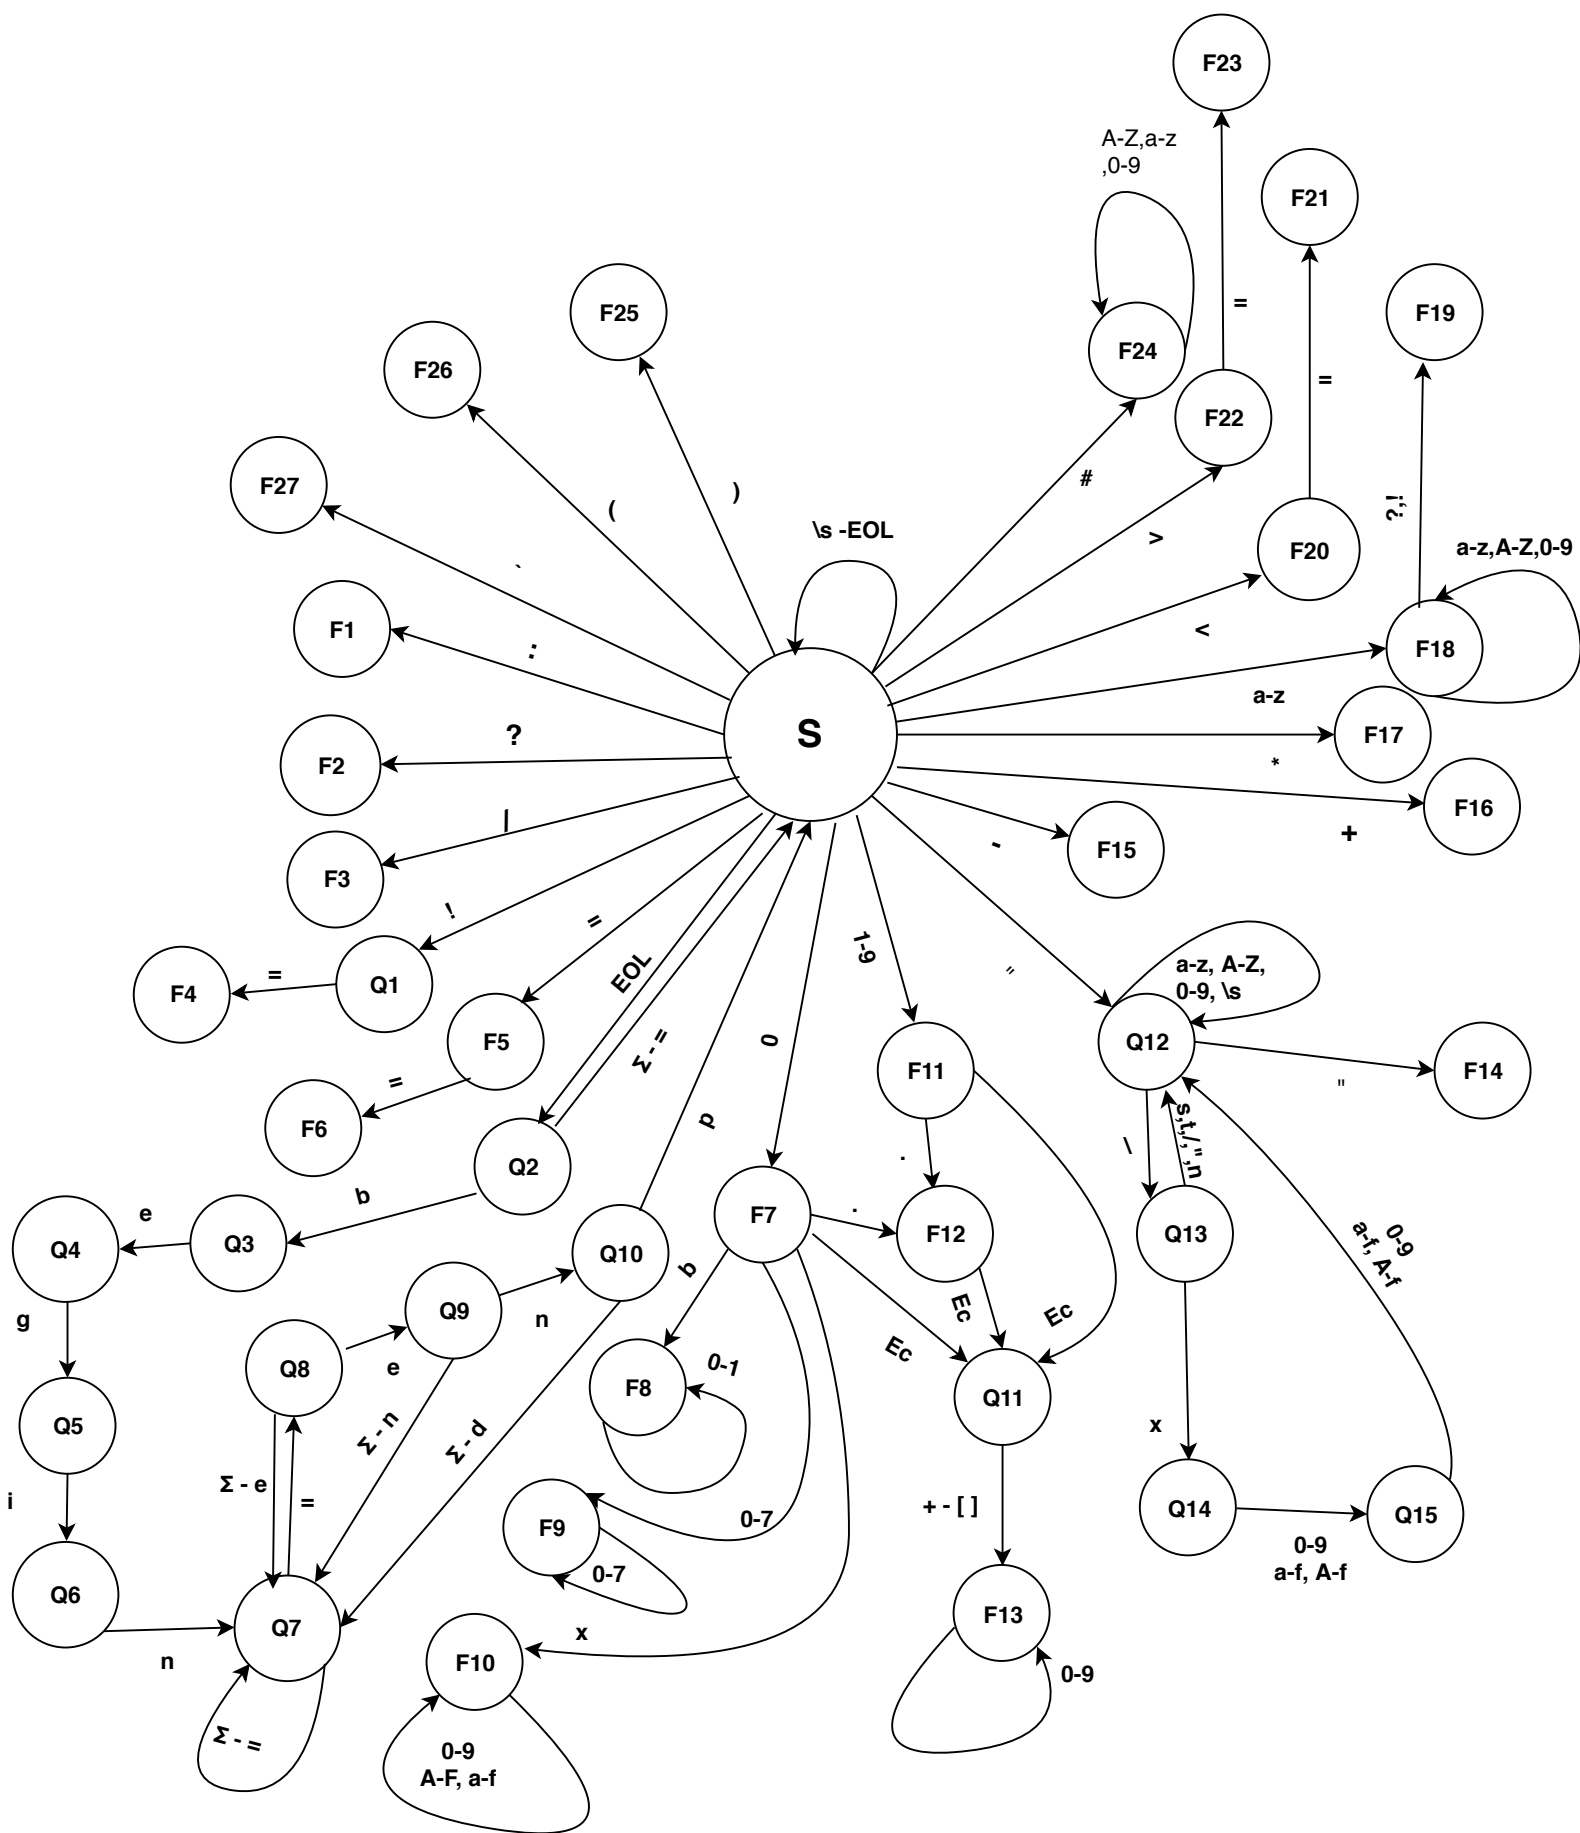 F23
A-Z,a-z
,0-9
F21
F25
F19
F26
=
F24
=
F22
F27
(
)
#
?,!
\s -EOL
>
F20
a-z,A-Z,0-9
`
F1
:
<
F18
a-z
S
F17
F2
?
*
F16
+
F3
/
-
F15
!
=
1-9
"
a-z, A-Z,
0-9, \s
F4
=
Q1
EOL
F5
Σ - =
0
Q12
F14
"
F11
=
F6
d
s,t,/,",n
\
.
Q2
b
e
Q3
Q4
F7
.
F12
Q13
0-9
a-f, A-f
Q10
b
g
Q9
n
Ec
Ec
Ec
Q8
e
0-1
F8
Q11
Q5
Σ - n
Σ - d
x
Σ - e
=
i
+ - [ ]
Q14
Q15
0-9
a-f, A-f
F9
0-7
0-7
Q6
Q7
n
x
F13
0-9
F10
Σ - =
0-9
A-F, a-f